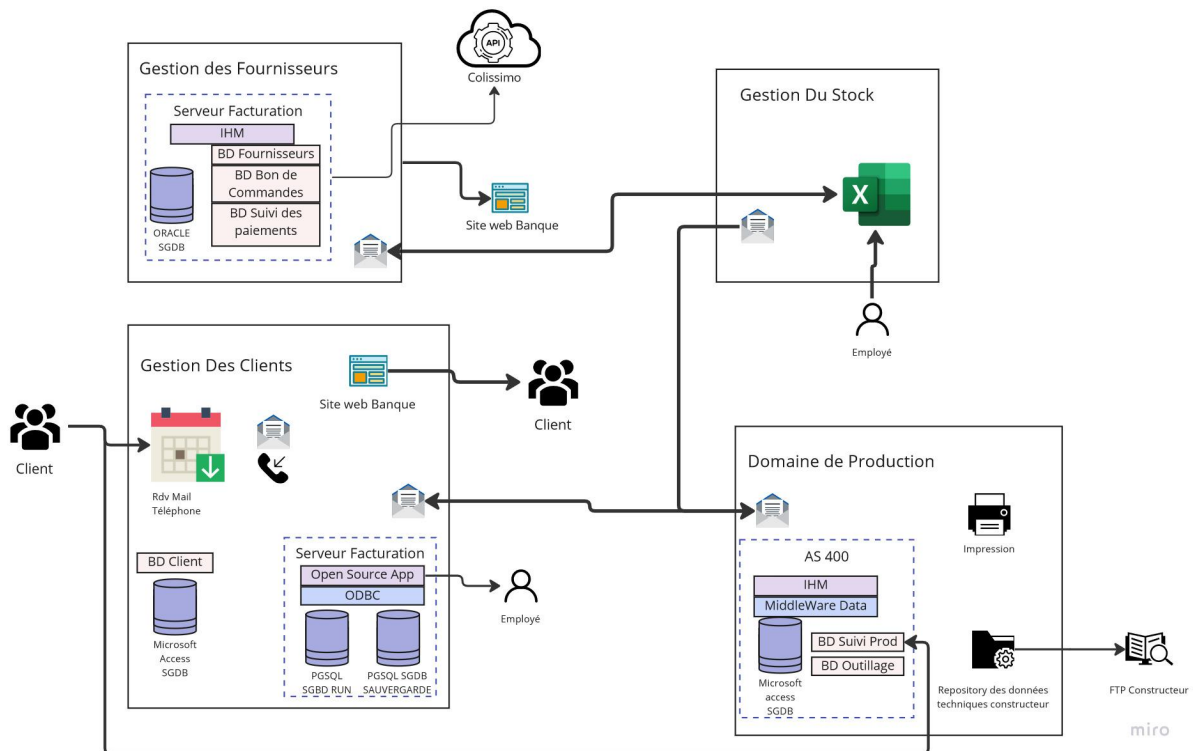 Gestion des Fournisseurs
Serveur Facturation
IHM
BD Fournisseurs
BD Bon de
Commandes
BD Suivi des
paiements
ORACLE
SGDB
API
Colissimo
Site web Banque
Gestion Du Stock
X
Employé
Gestion Des Clients
Site web Banque
Client
Client
Rdv Mail
Téléphone
BD Client
Microsoft
Access
SGDB
Serveur Facturation
Open Source App
ODBC
PGSQL
SGBD RUN
PGSQL SGDB
SAUVERGARDE
Employé
Domaine de Production
Impression
AS 400
IHM
MiddleWare Data
BD Suivi Prod
BD Outillage
Microsoft
access
SGDB
Repository des données
techniques constructeur
FTP Constructeur
miro